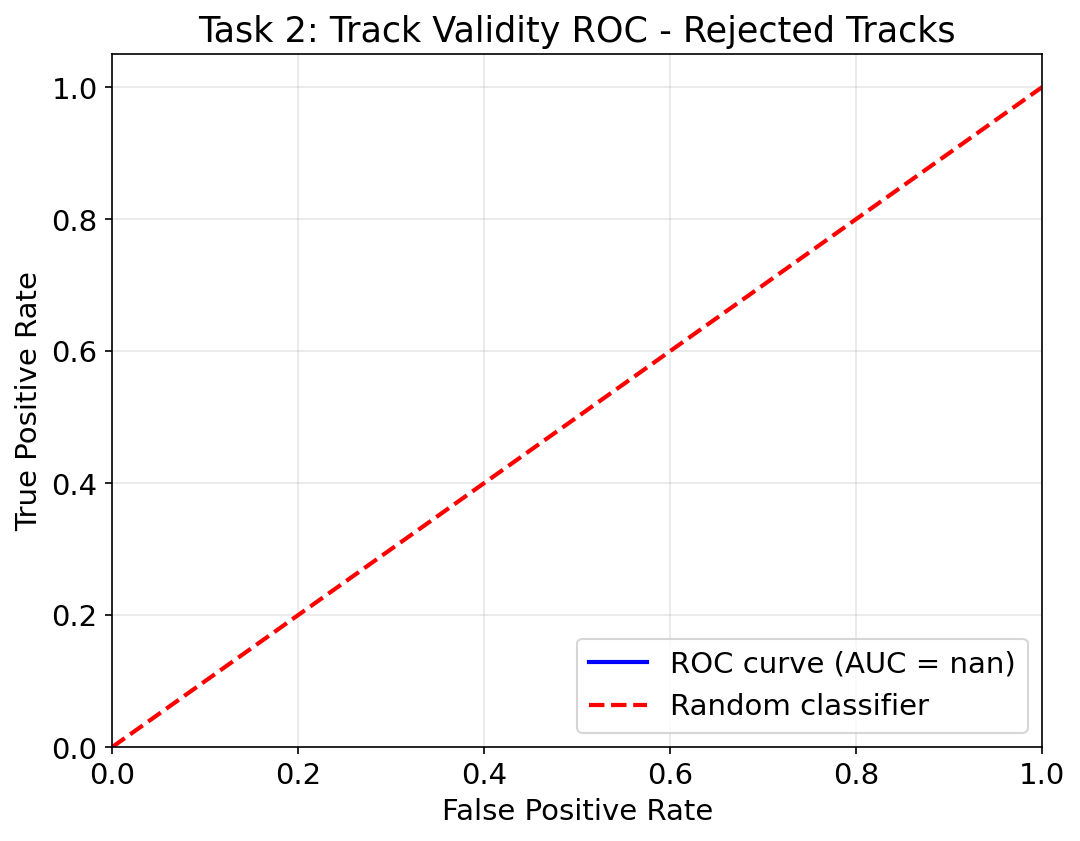 Task 2: Track Validity ROC - Rejected Tracks
1.0
0.8
0.6
0.4
0.2
0.0
True Positive Rate
ROC curve (AUC = nan)
Random classifier
0.0 0.2 0.4 0.6 0.8 1.0
False Positive Rate